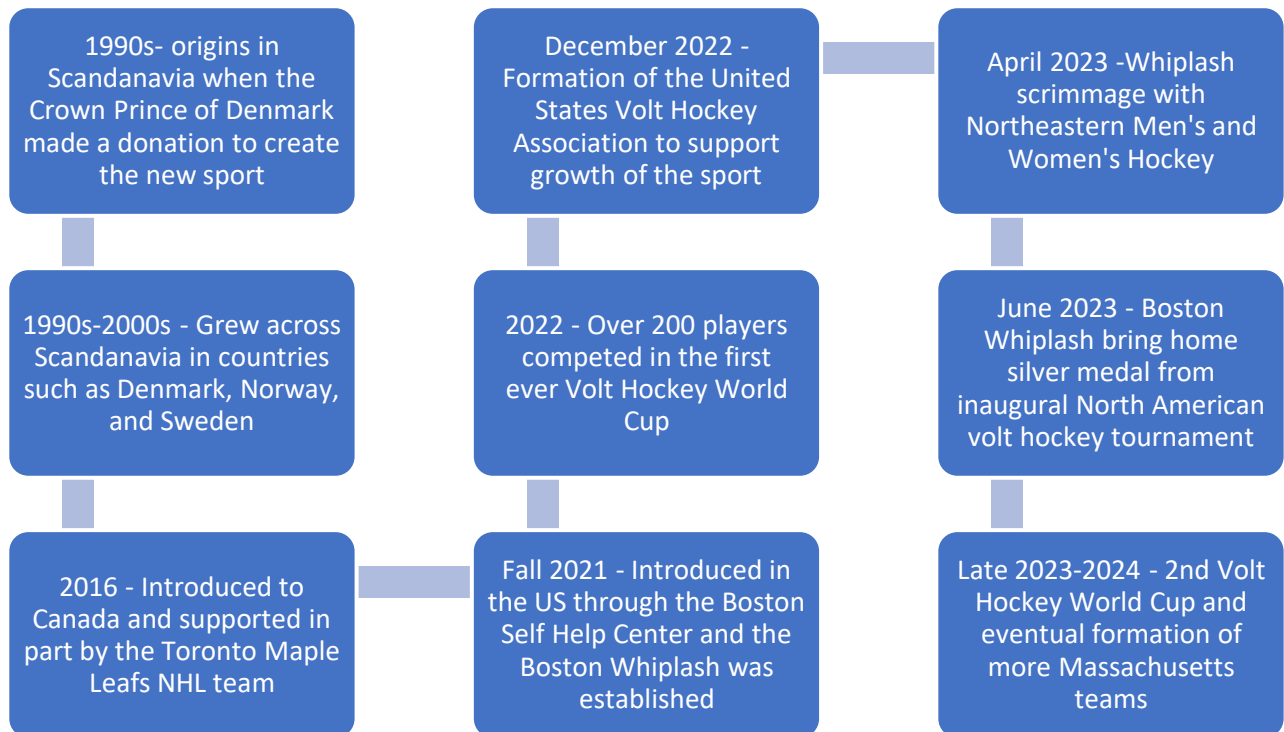 1990s- origins in
Scandanavia when the
Crown Prince of Denmark
made a donation to create
the new sport
1990s-2000s - Grew across
Scandanavia in countries
such as Denmark, Norway,
and Sweden
2016 - Introduced to
Canada and supported in
part by the Toronto Maple
Leafs NHL team
Fall 2021 - Introduced in
the US through the Boston
Self Help Center and the
Boston Whiplash was
established
2022 - Over 200 players
competed in the first
ever Volt Hockey World
Cup
December 2022 -
Formation of the United
States Volt Hockey
Association to support
growth of the sport
April 2023 -Whiplash
scrimmage with
Northeastern Men's and
Women's Hockey
June 2023 - Boston
Whiplash bring home
silver medal from
inaugural North American
volt hockey tournament
Late 2023-2024 - 2nd Volt
Hockey World Cup and
eventual formation of
more Massachusetts
teams